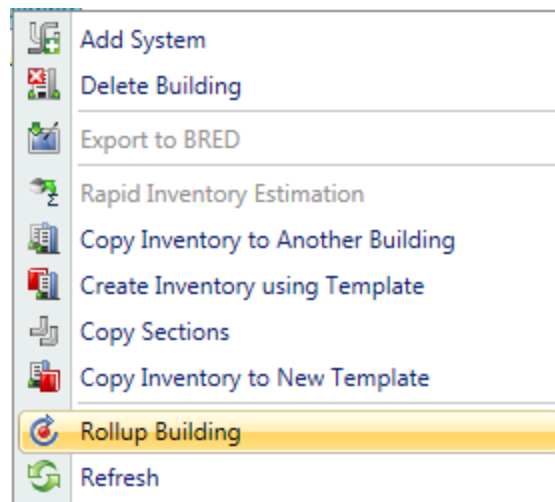 Add System
Delete Building
Export to BRED
Rapid Inventory Estimation
Copy Inventory to Another Building
Create Inventory using Template
Copy Sections
Copy Inventory to New Template
Rollup Building
Refresh